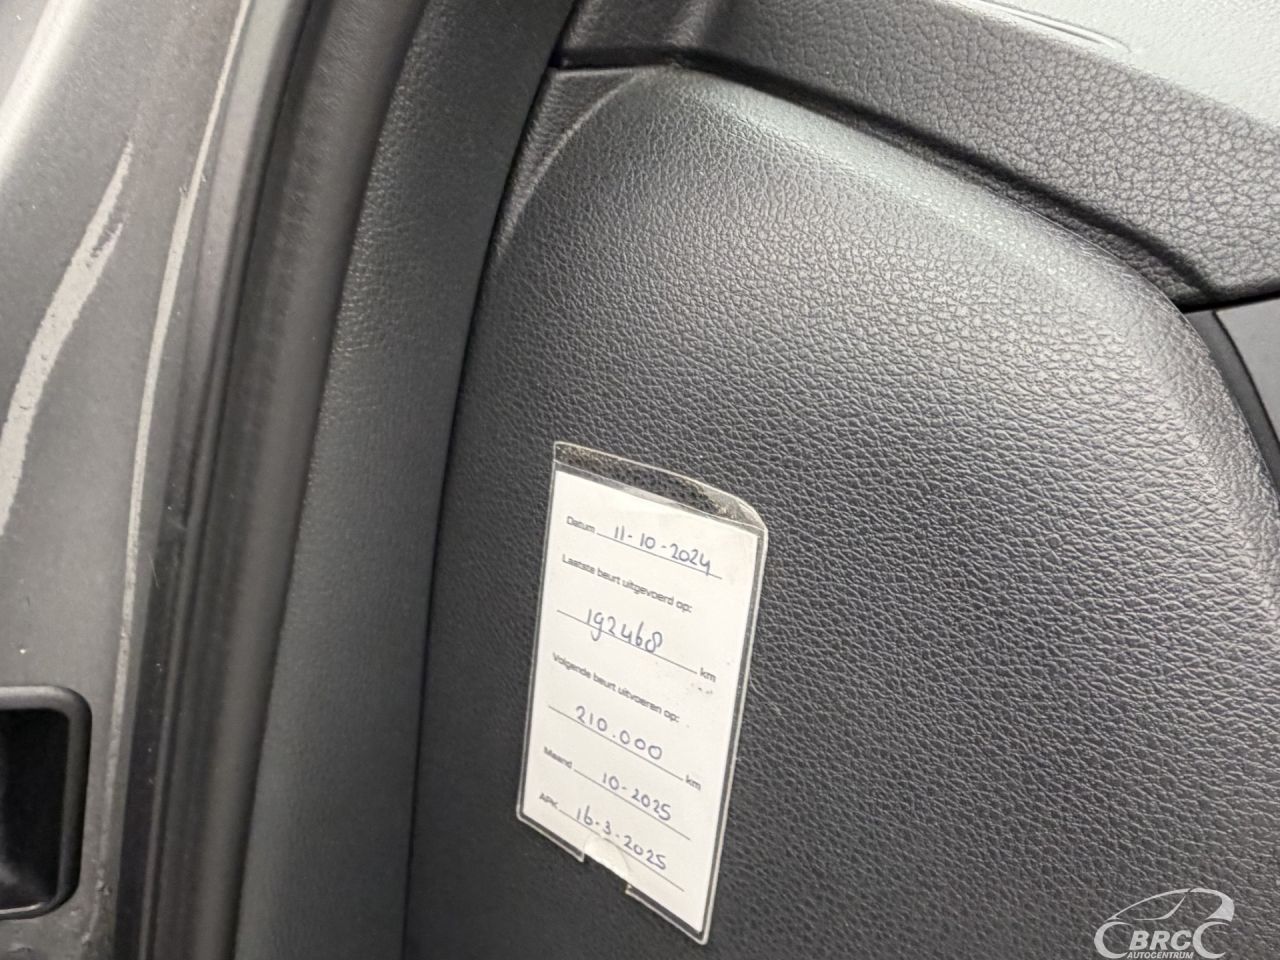 Datum 11-10-2024
Laatste beurt uitgevoerd op:
192468 km
Volgende beurt uitvoeren op:
210.000 km
Maand 10-2025
APK 16-3-2025
BRC
AUTOCENTRUM